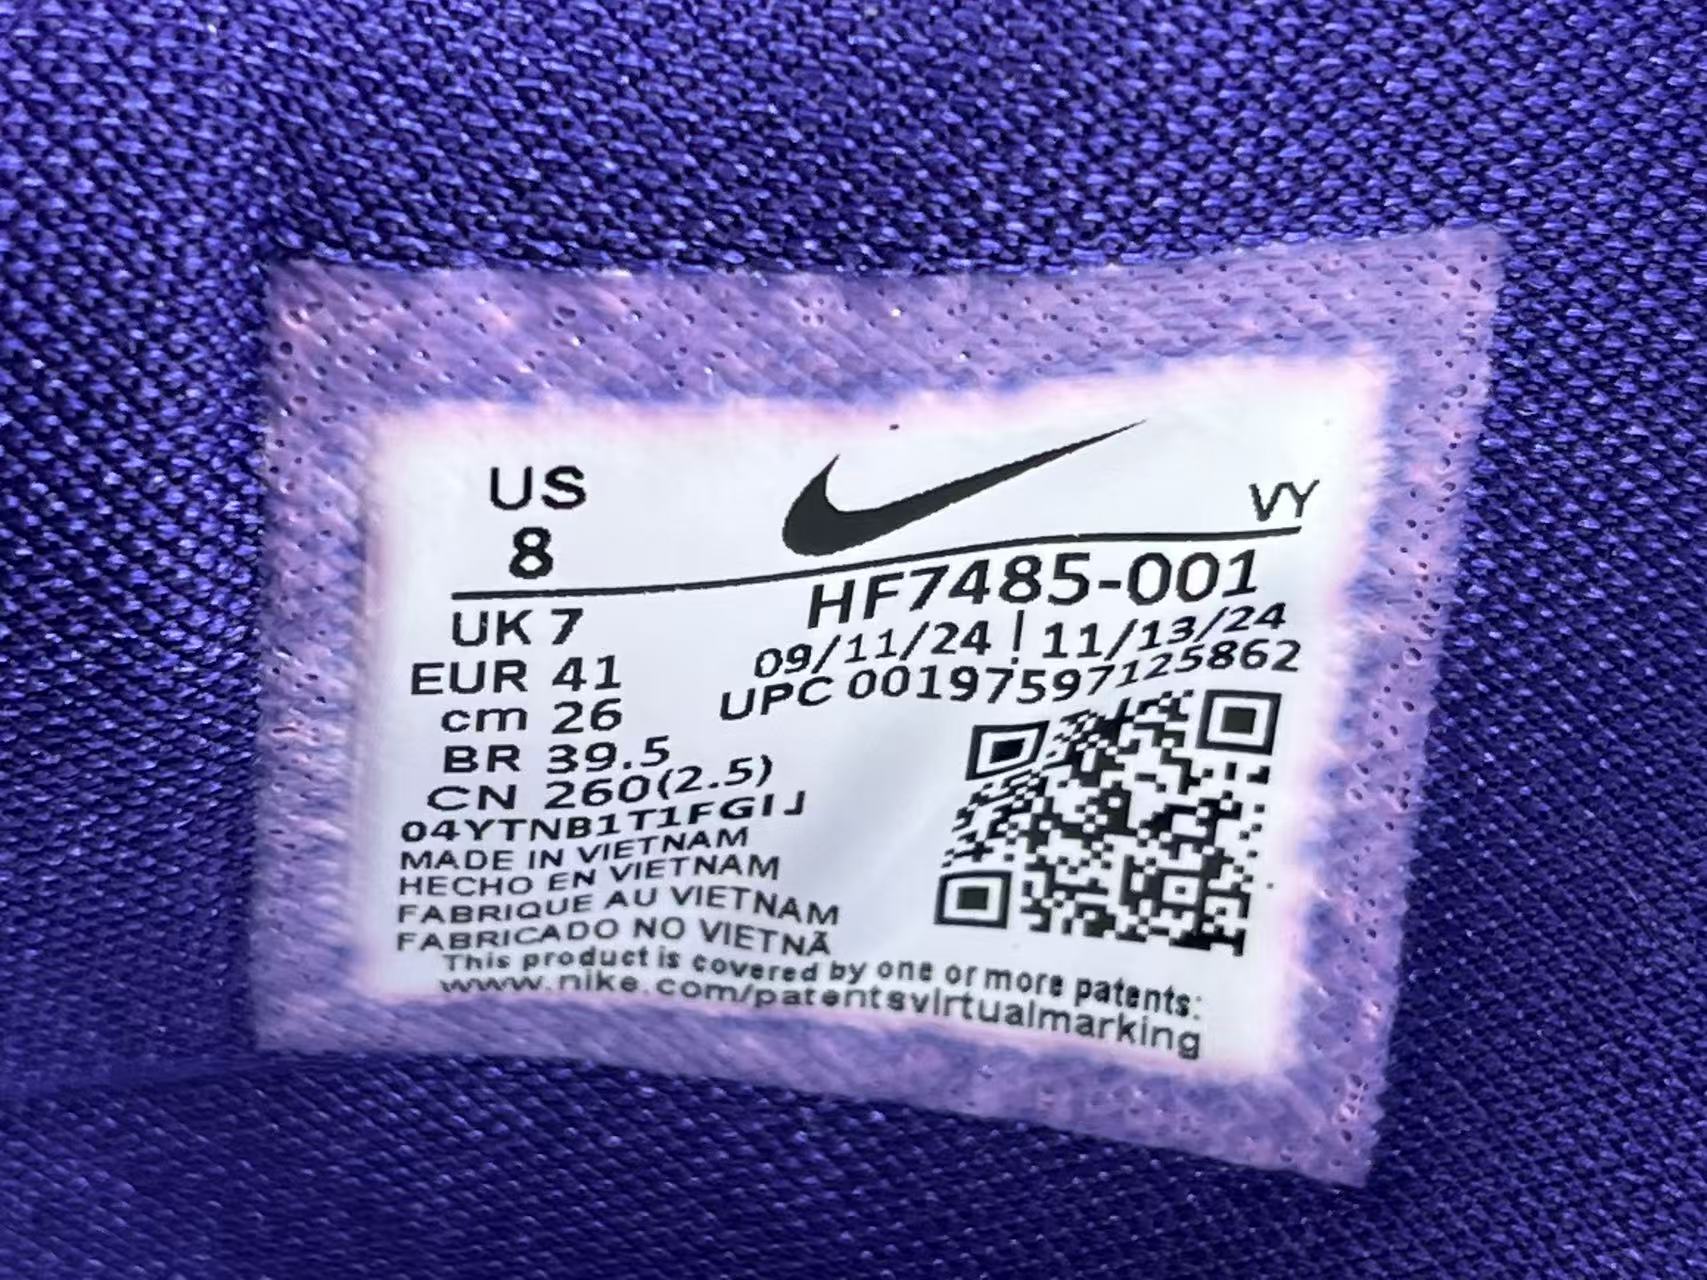 US
8
VY
UK 7
EUR 41
cm 26
BR 39.5
CN 260(2.5)
HF7485-001
09/11/24 | 11/13/24
UPC 00197597125862
04YTNB1T1FGIJ
MADE IN VIETNAM
HECHO EN VIETNAM
FABRIQUE AU VIETNAM
FABRICADO NO VIETNÃ
This product is covered by one or more patents:
www.nike.com/patentsvirtualmarking